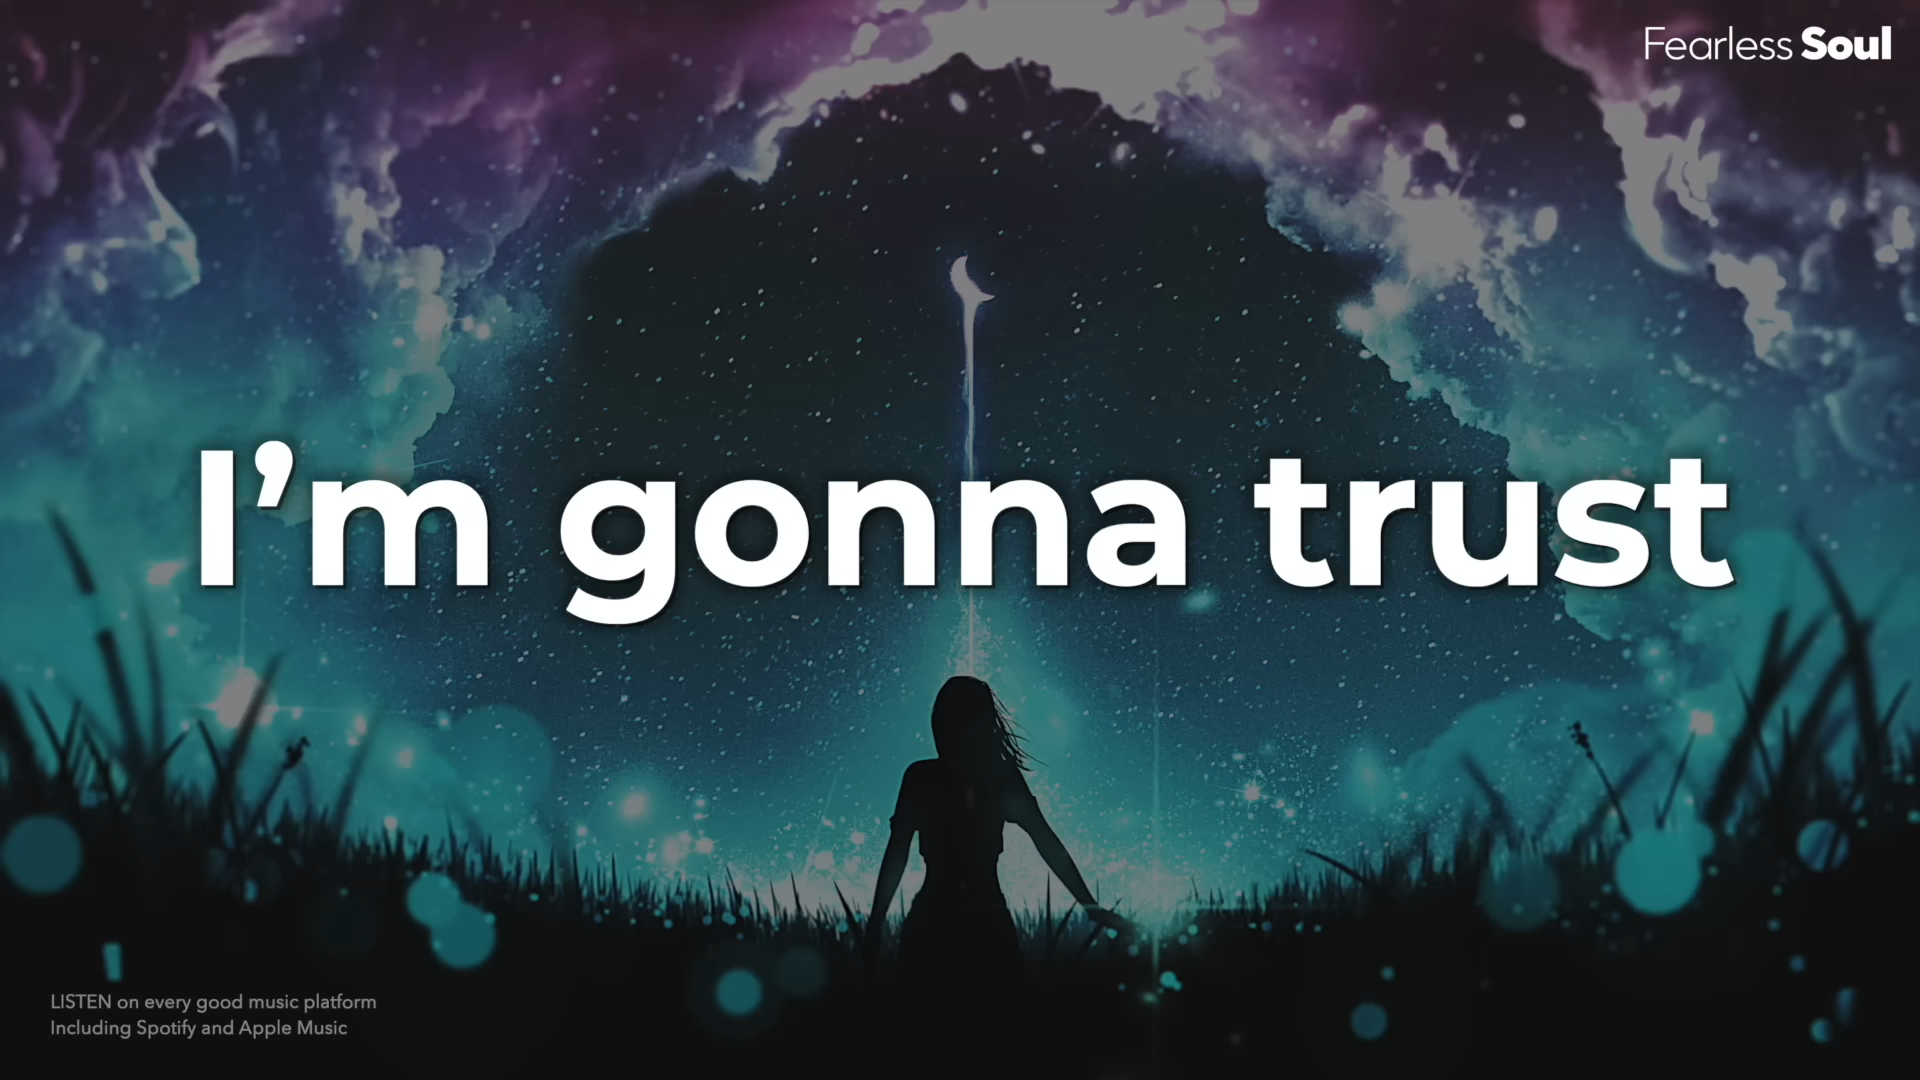 Fearless Soul
I’m gonna trust
LISTEN on every good music platform
Including Spotify and Apple Music